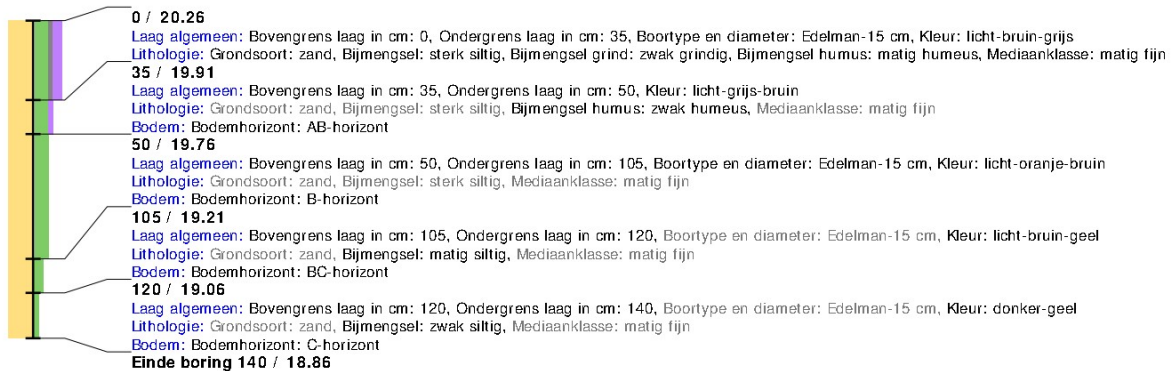 0 / 20.26
Laag algemeen: Bovengrens laag in cm: 0, Ondergrens laag in cm: 35, Boortype en diameter: Edelman-15 cm, Kleur: licht-bruin-grijs
Lithologie: Grondsoort: zand, Bijmengsel: sterk siltig, Bijmengsel grind: zwak grindig, Bijmengsel humus: matig humeus, Mediaanklasse: matig fijn
35 / 19.91
Laag algemeen: Bovengrens laag in cm: 35, Ondergrens laag in cm: 50, Kleur: licht-grijs-bruin
Lithologie: Grondsoort: zand, Bijmengsel: sterk siltig, Bijmengsel humus: zwak humeus, Mediaanklasse: matig fijn
Bodem: Bodemhorizont: AB-horizont
50 / 19.76
Laag algemeen: Bovengrens laag in cm: 50, Ondergrens laag in cm: 105, Boortype en diameter: Edelman-15 cm, Kleur: licht-oranje-bruin
Lithologie: Grondsoort: zand, Bijmengsel: sterk siltig, Mediaanklasse: matig fijn
Bodem: Bodemhorizont: B-horizont
105 / 19.21
Laag algemeen: Bovengrens laag in cm: 105, Ondergrens laag in cm: 120, Boortype en diameter: Edelman-15 cm, Kleur: licht-bruin-geel
Lithologie: Grondsoort: zand, Bijmengsel: matig siltig, Mediaanklasse: matig fijn
Bodem: Bodemhorizont: BC-horizont
120 / 19.06
Laag algemeen: Bovengrens laag in cm: 120, Ondergrens laag in cm: 140, Boortype en diameter: Edelman-15 cm, Kleur: donker-geel
Lithologie: Grondsoort: zand, Bijmengsel: zwak siltig, Mediaanklasse: matig fijn
Bodem: Bodemhorizont: C-horizont
Einde boring 140 / 18.86